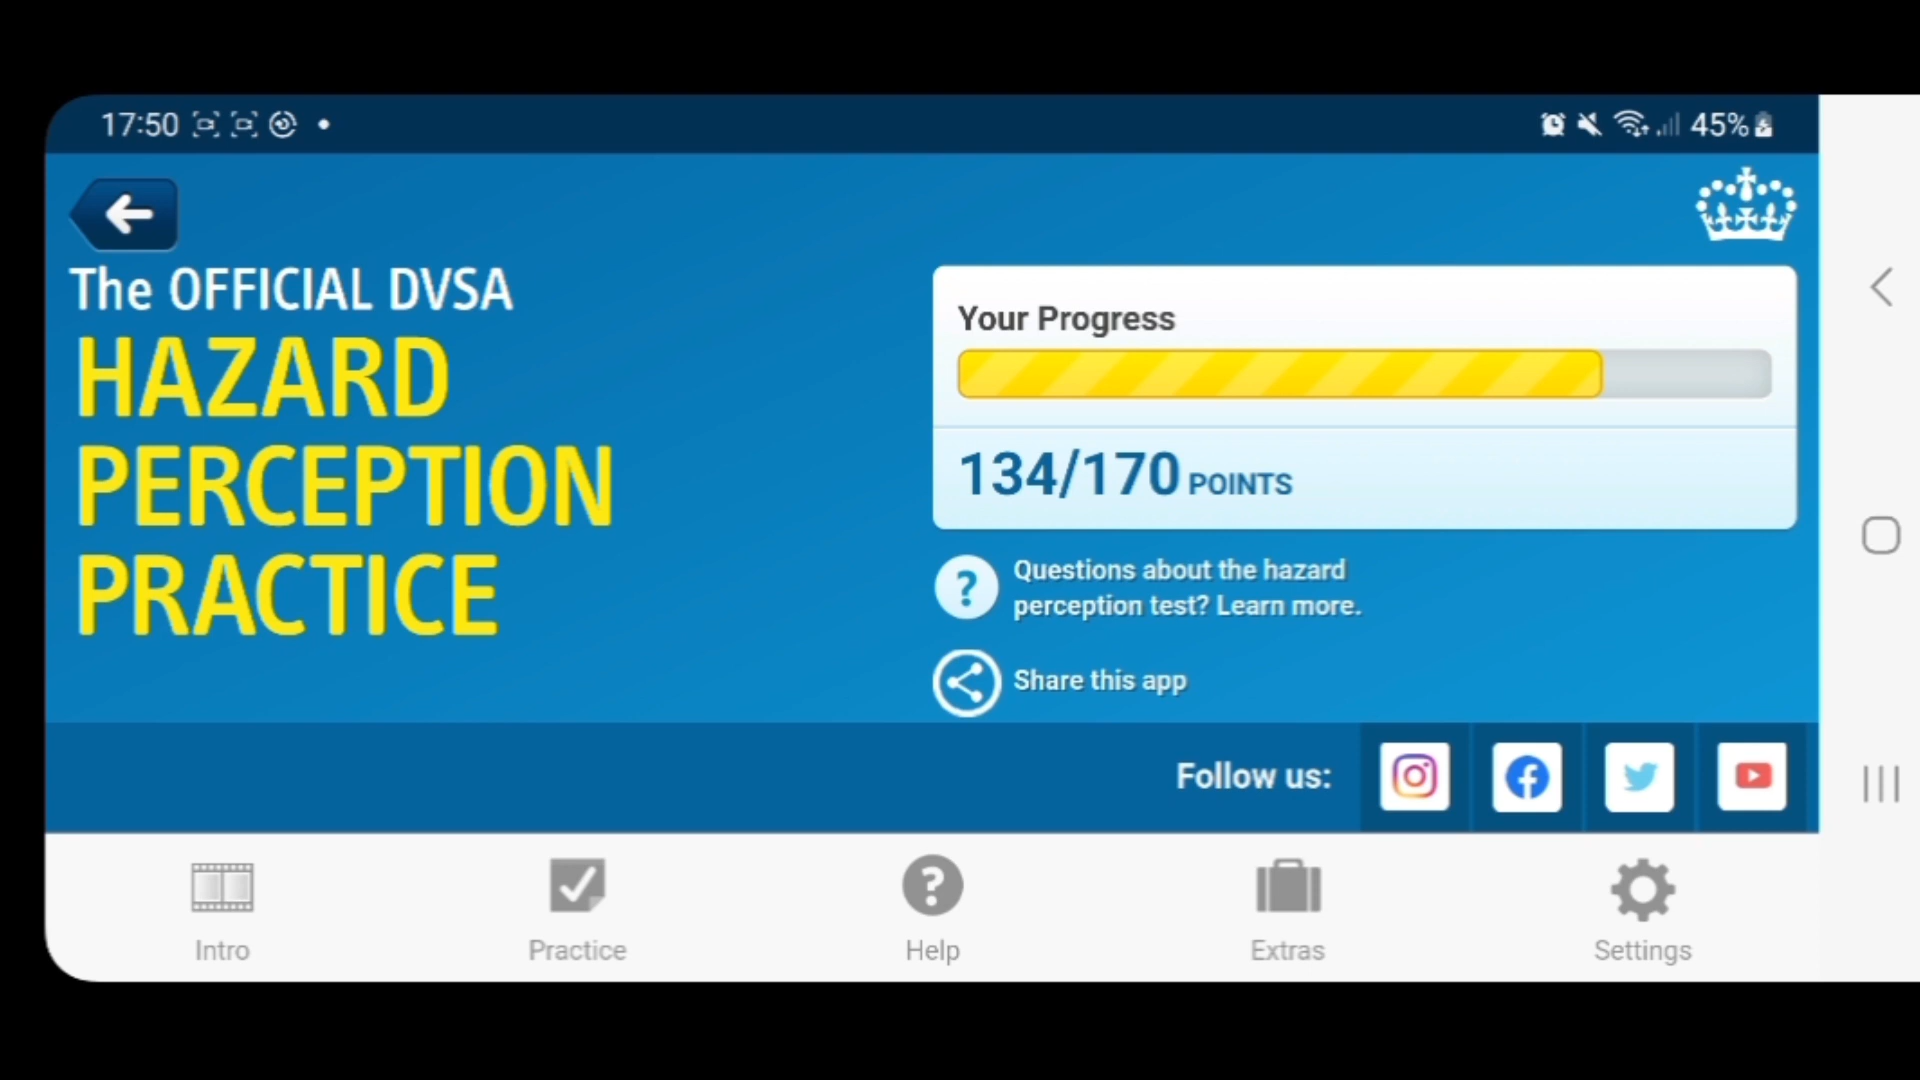 17:50
45%
The OFFICIAL DVSA
HAZARD
PERCEPTION
PRACTICE
Your Progress
134/170 POINTS
Questions about the hazard
perception test? Learn more.
Share this app
Follow us:
Intro
Practice
Help
Extras
Settings